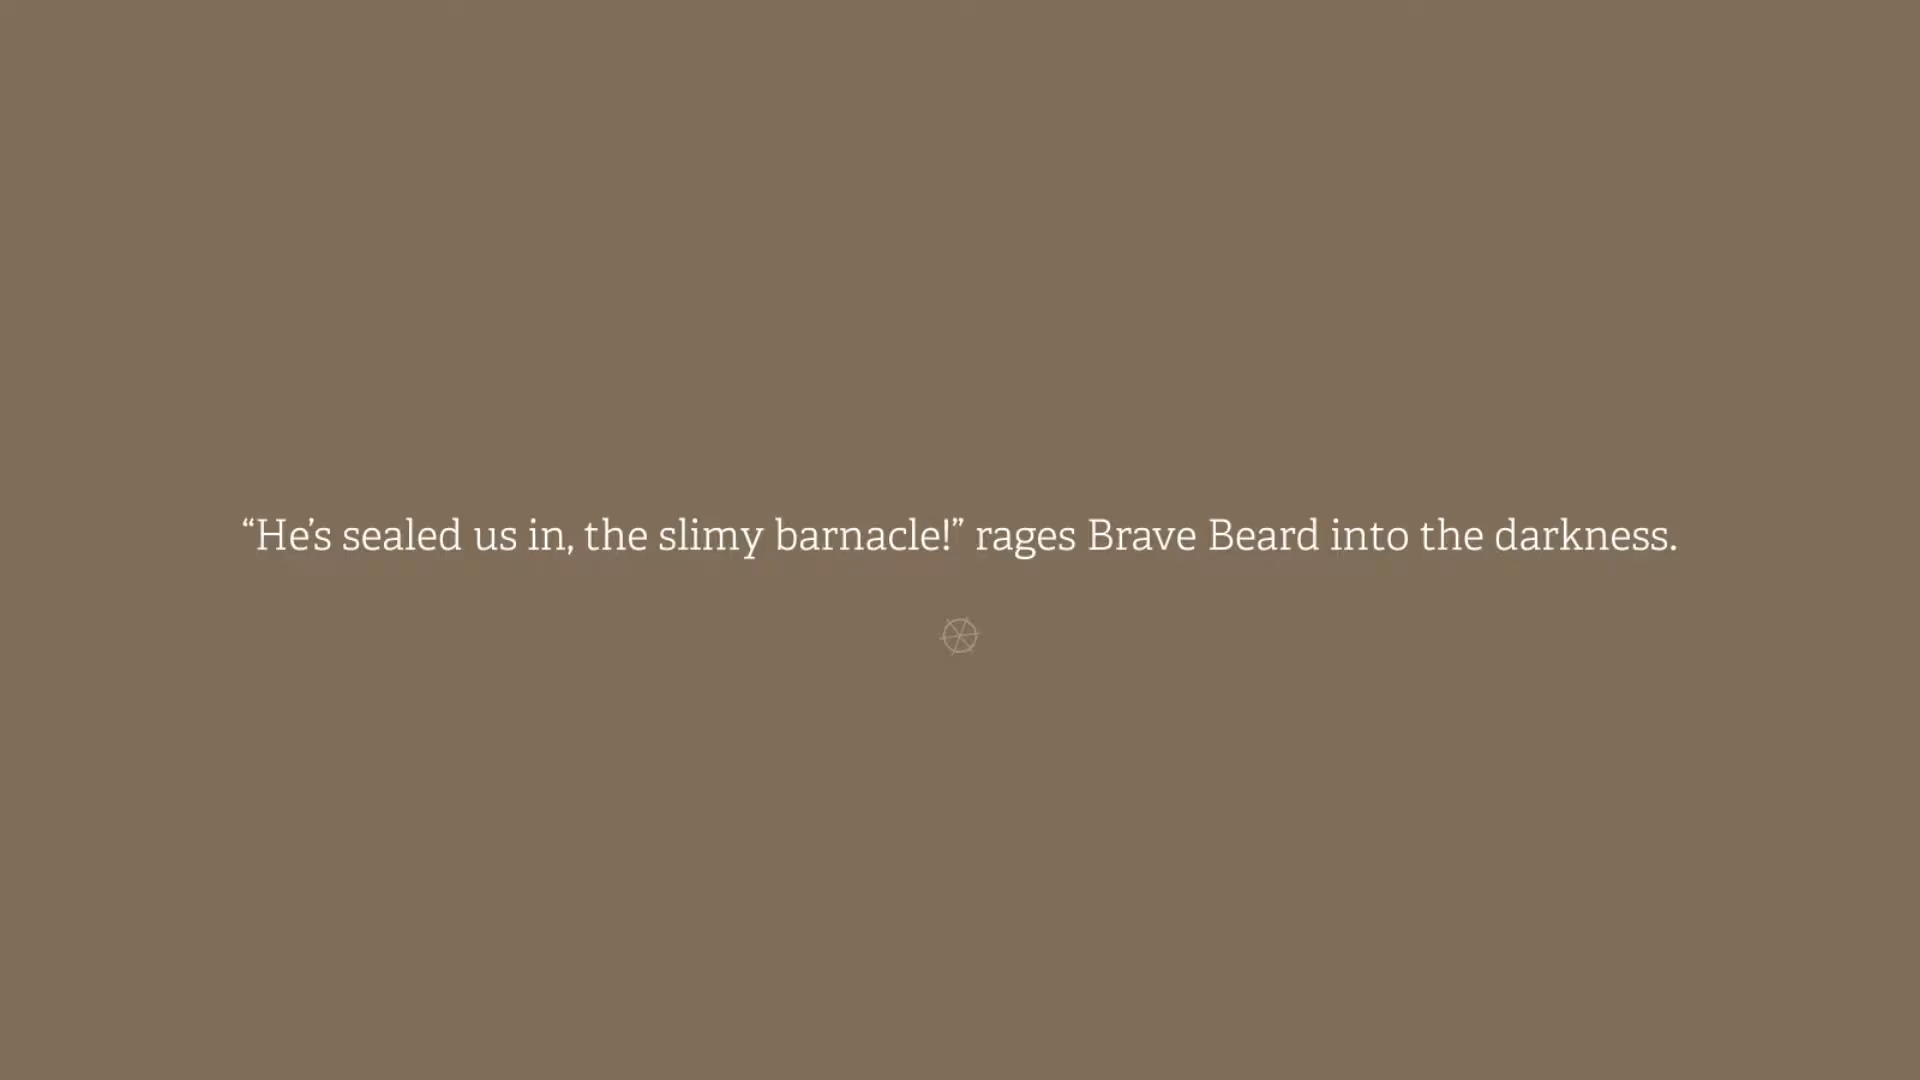 “He’s sealed us in, the slimy barnacle!” rages Brave Beard into the darkness.